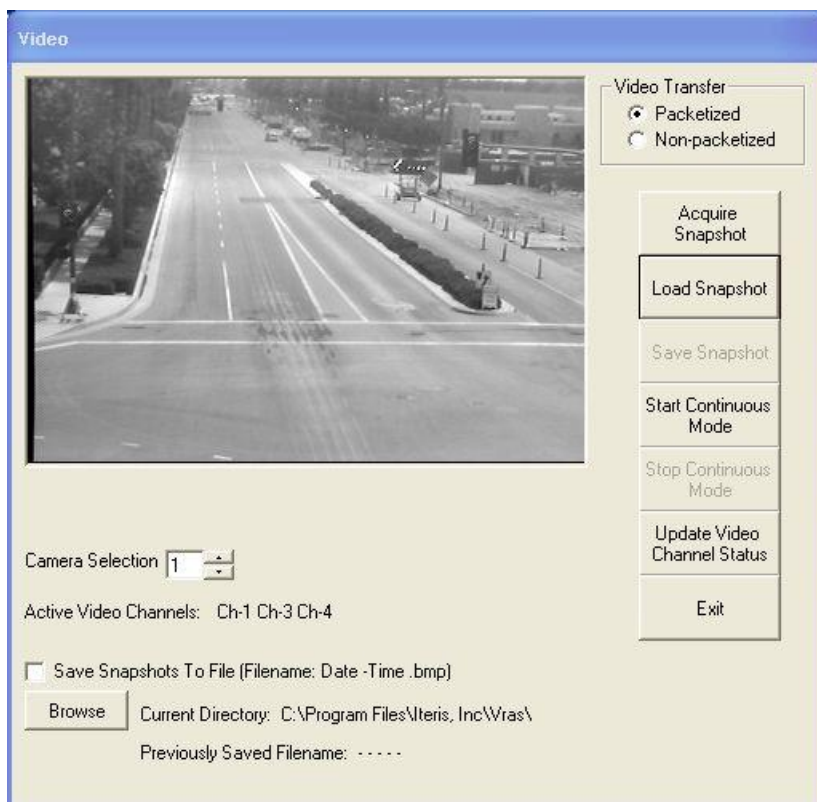 Video
Video Transfer
Packetized
Non-packetized
Acquire
Snapshot
Load Snapshot
Save Snapshot
Start Continuous
Mode
Stop Continuous
Mode
Update Video
Channel Status
Exit
Camera Selection 1
Active Video Channels: Ch-1 Ch-3 Ch-4
Save Snapshots To File (Filename: Date -Time .bmp)
Browse
Current Directory: C:\Program Files\Iteris, Inc\Vras\
Previously Saved Filename: - - - - -